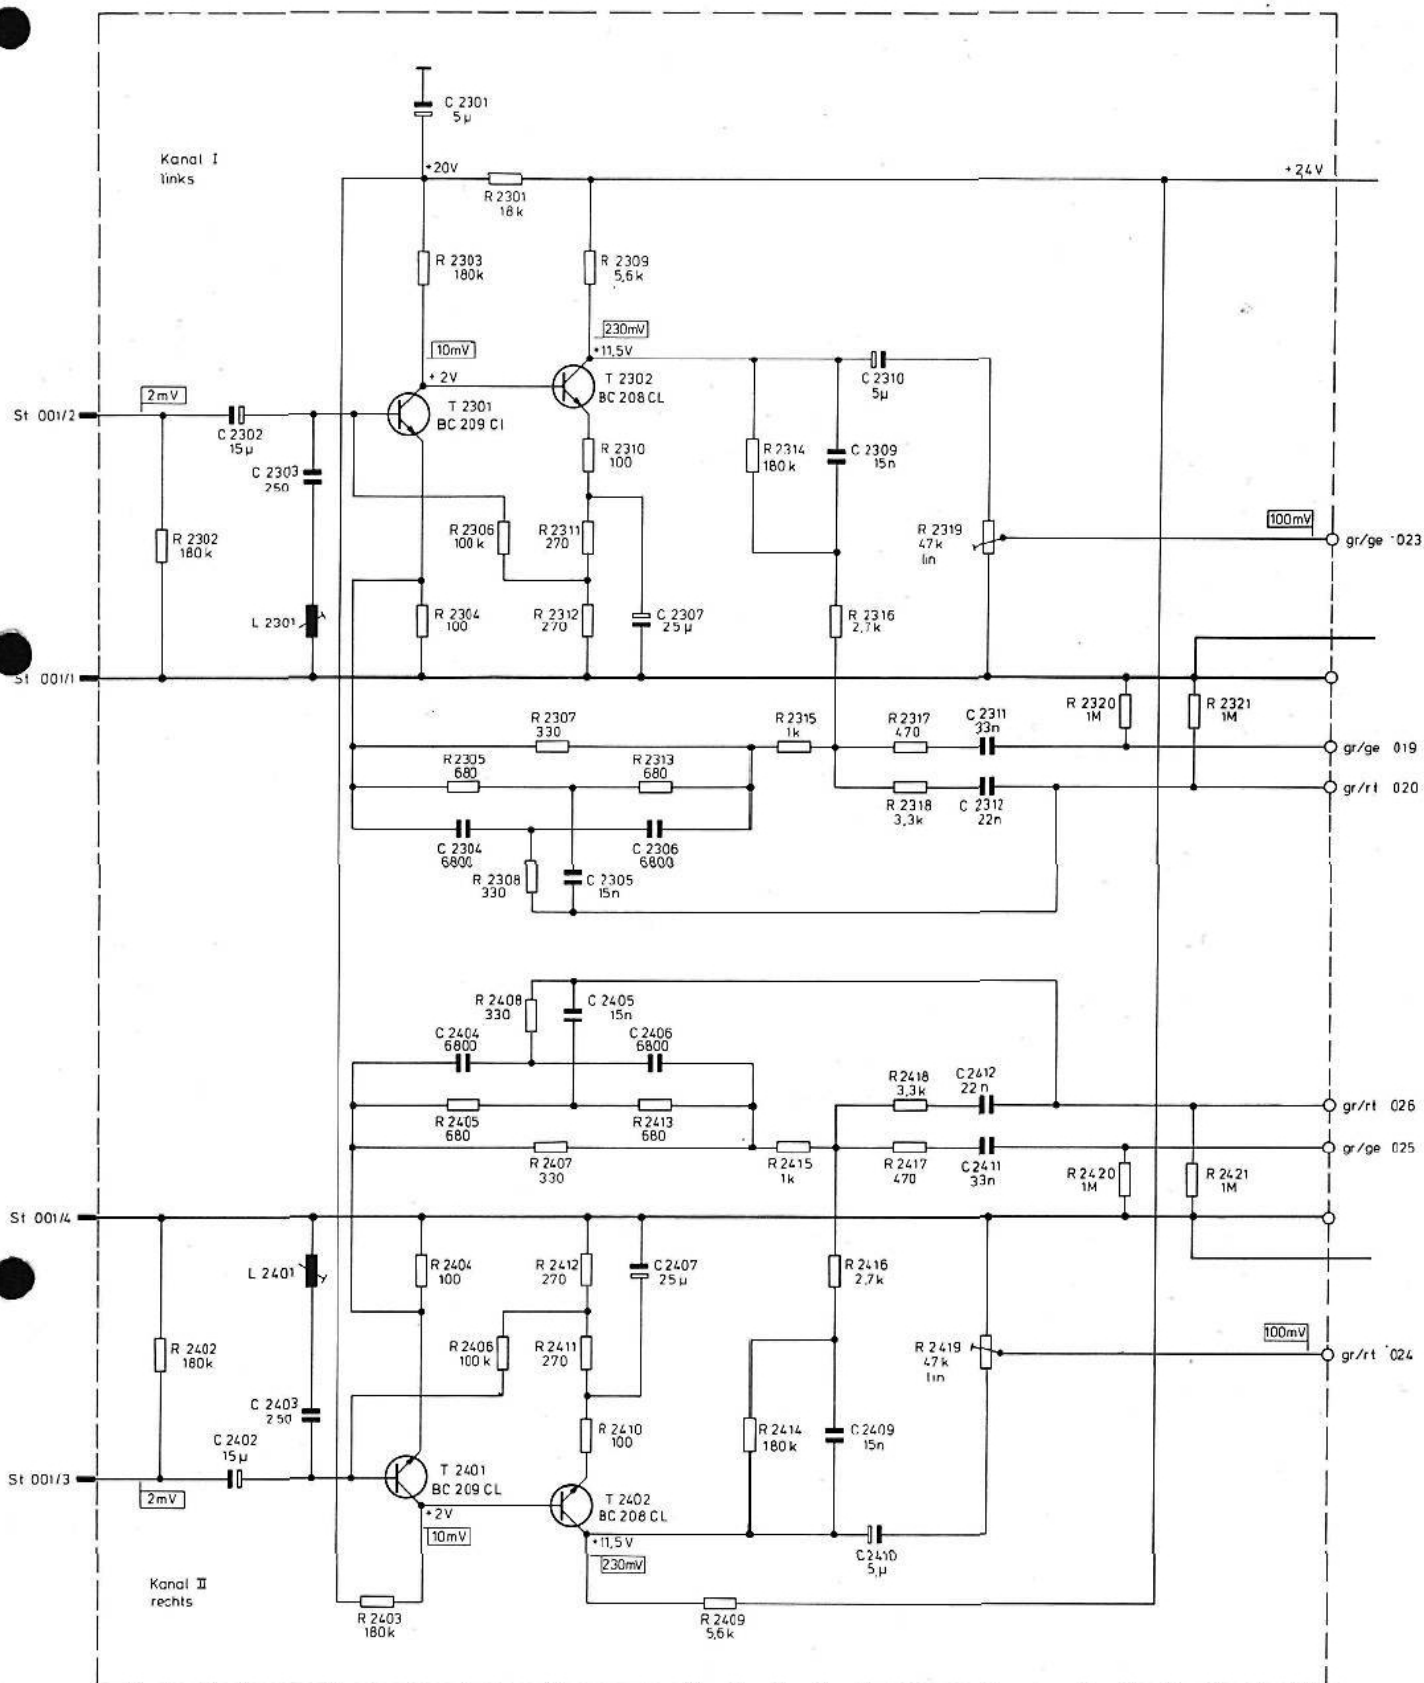 C 2301
5µ
Kanal I
links
+20V
+24V
R 2301
18k
R 2303
180k
R 2309
5,6k
230mV
10mV
+11,5V
+2V
T 2302
BC 208 CL
C 2310
5µ
2mV
St 001/2
T 2301
BC 209 Cl
C 2302
15µ
R 2310
100
R 2314
180k
C 2309
15n
C 2303
250
100mV
R 2302
180k
R 2306
100k
R 2311
270
R 2319
47k
lin
gr/ge 023
L 2301
R 2304
100
R 2312
270
C 2307
25µ
R 2316
2,7k
St 001/1
R 2320
1M
R 2321
1M
R 2307
330
R 2315
1k
R 2317
470
C 2311
33n
gr/ge 019
R 2305
680
R 2313
680
gr/rt 020
R 2318
3,3k
C 2312
22n
C 2304
6800
C 2306
6800
R 2308
330
C 2305
15n
R 2408
330
C 2405
15n
C 2404
6800
C 2406
6800
R 2418
3,3k
C 2412
22n
gr/rt 026
R 2405
680
R 2413
680
gr/ge 025
R 2407
330
R 2415
1k
R 2417
470
C 2411
33n
R 2420
1M
R 2421
1M
St 001/4
L 2401
R 2404
100
R 2412
270
C 2407
25µ
R 2416
2,7k
100mV
R 2402
180k
R 2406
100k
R 2411
270
R 2419
47k
lin
gr/rt 024
C 2403
250
C 2402
15µ
R 2410
100
R 2414
180k
C 2409
15n
St 001/3
T 2401
BC 209 CL
2mV
T 2402
BC 208 CL
+2V
10mV
+11,5V
C 2410
5µ
230mV
Kanal II
rechts
R 2403
180k
R 2409
5,6k